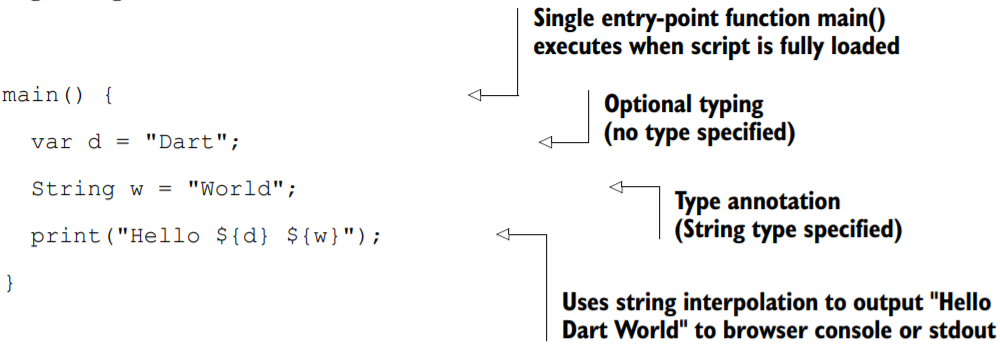 Single entry-point function main()
executes when script is fully loaded
main() {
Optional typing
(no type specified)
var d = "Dart";
String w = "World";
Type annotation
(String type specified)
print("Hello ${d} ${w}");
}
Uses string interpolation to output "Hello
Dart World" to browser console or stdout